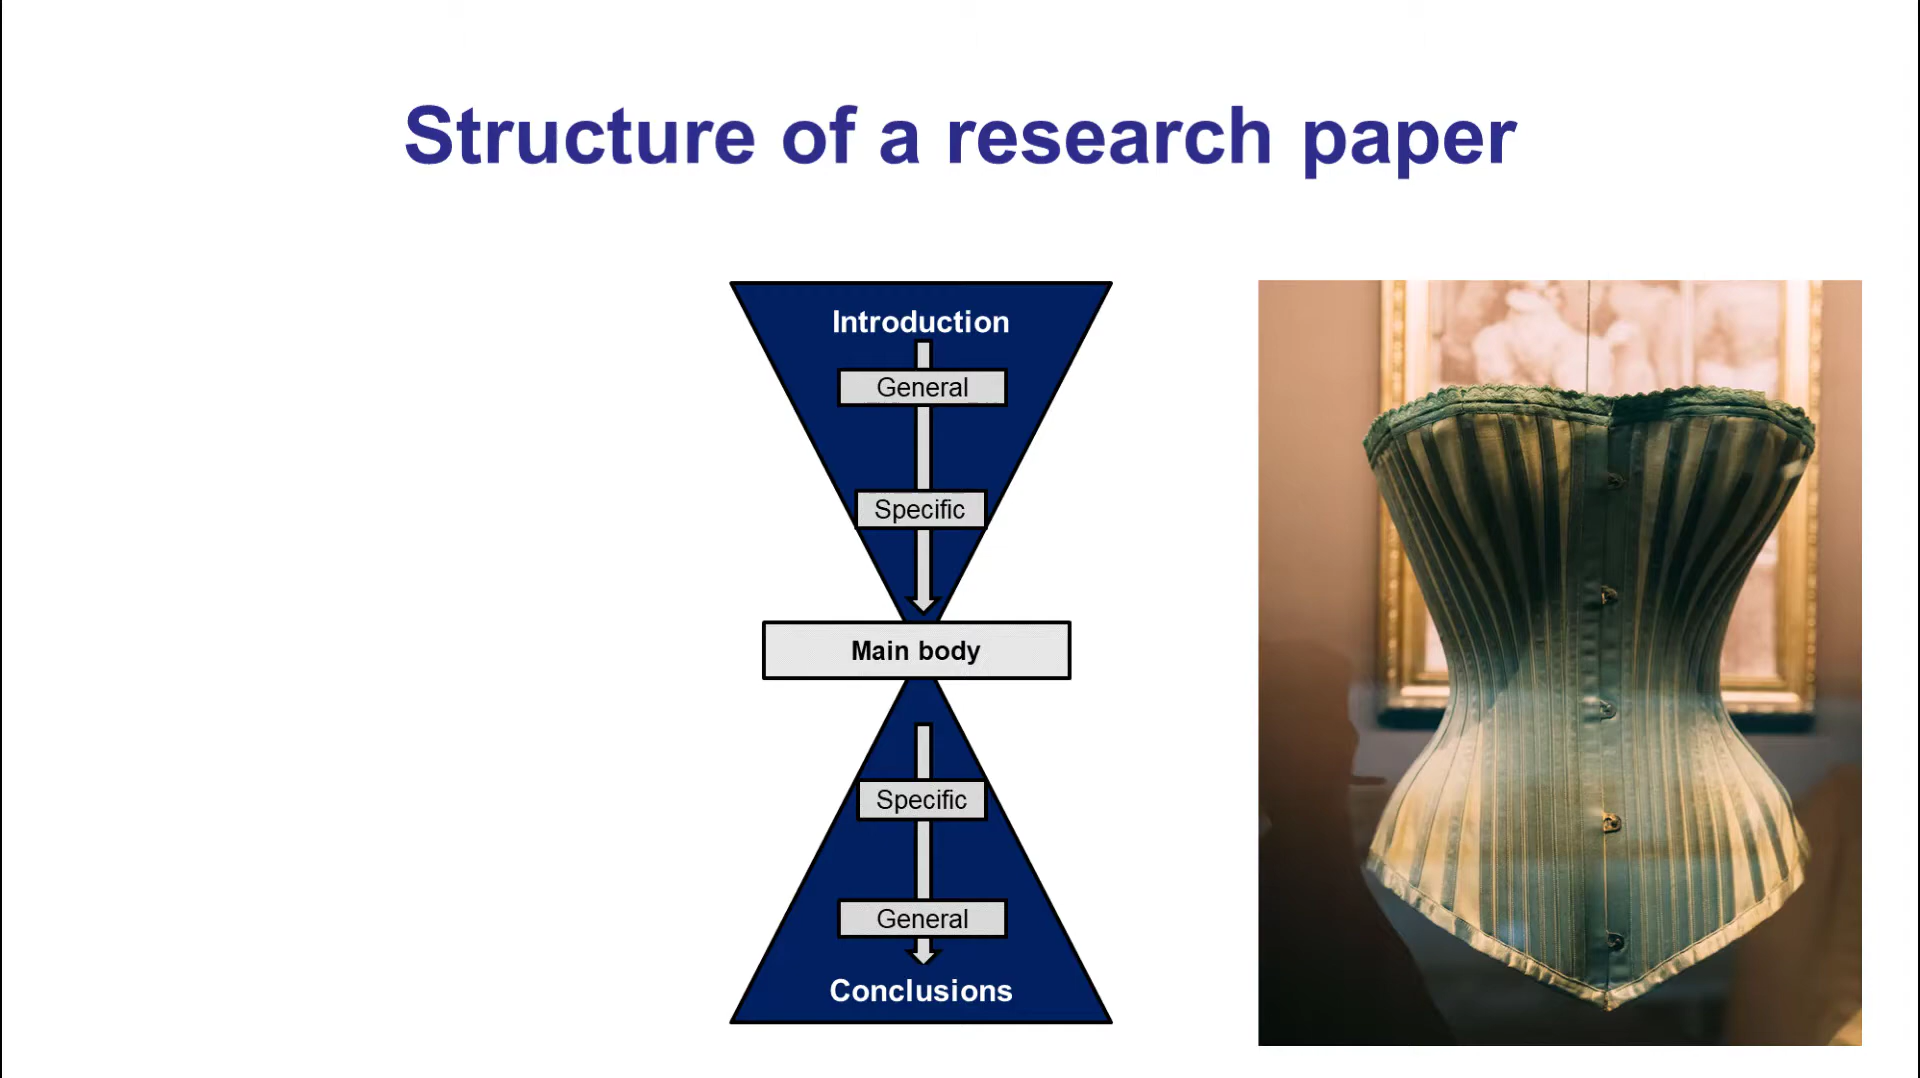 Structure of a research paper
Introduction
General
Specific
Main body
Specific
General
Conclusions